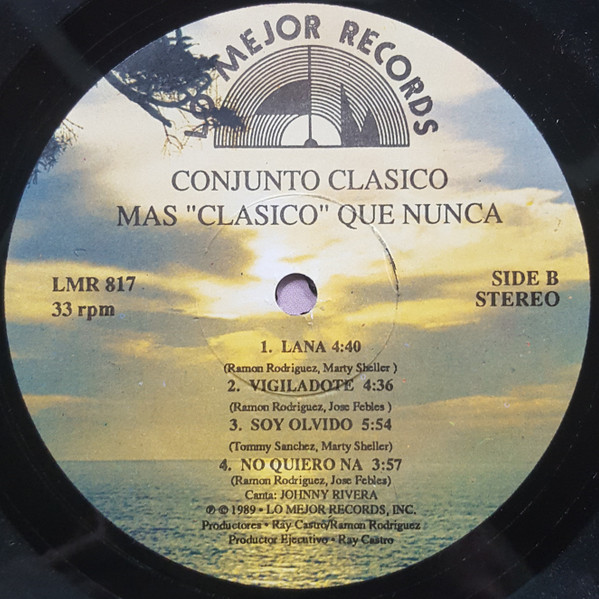 LO MEJOR RECORDS
CONJUNTO CLASICO
MAS "CLASICO" QUE NUNCA
LMR 817
33 rpm
SIDE B
STEREO
1. LANA 4:40
(Ramon Rodriguez, Marty Sheller )
2. VIGILADOTE 4:36
(Ramon Rodriguez, Jose Febles )
3. SOY OLVIDO 5:54
(Tommy Sanchez, Marty Sheller)
4. NO QUIERO NA 3:57
(Ramon Rodriguez, Jose Febles)
Canta: JOHNNY RIVERA
℗ © 1989 • LO MEJOR RECORDS, INC.
Productores • Ray Castro/Ramon Rodriguez
Productor Ejecutivo • Ray Castro